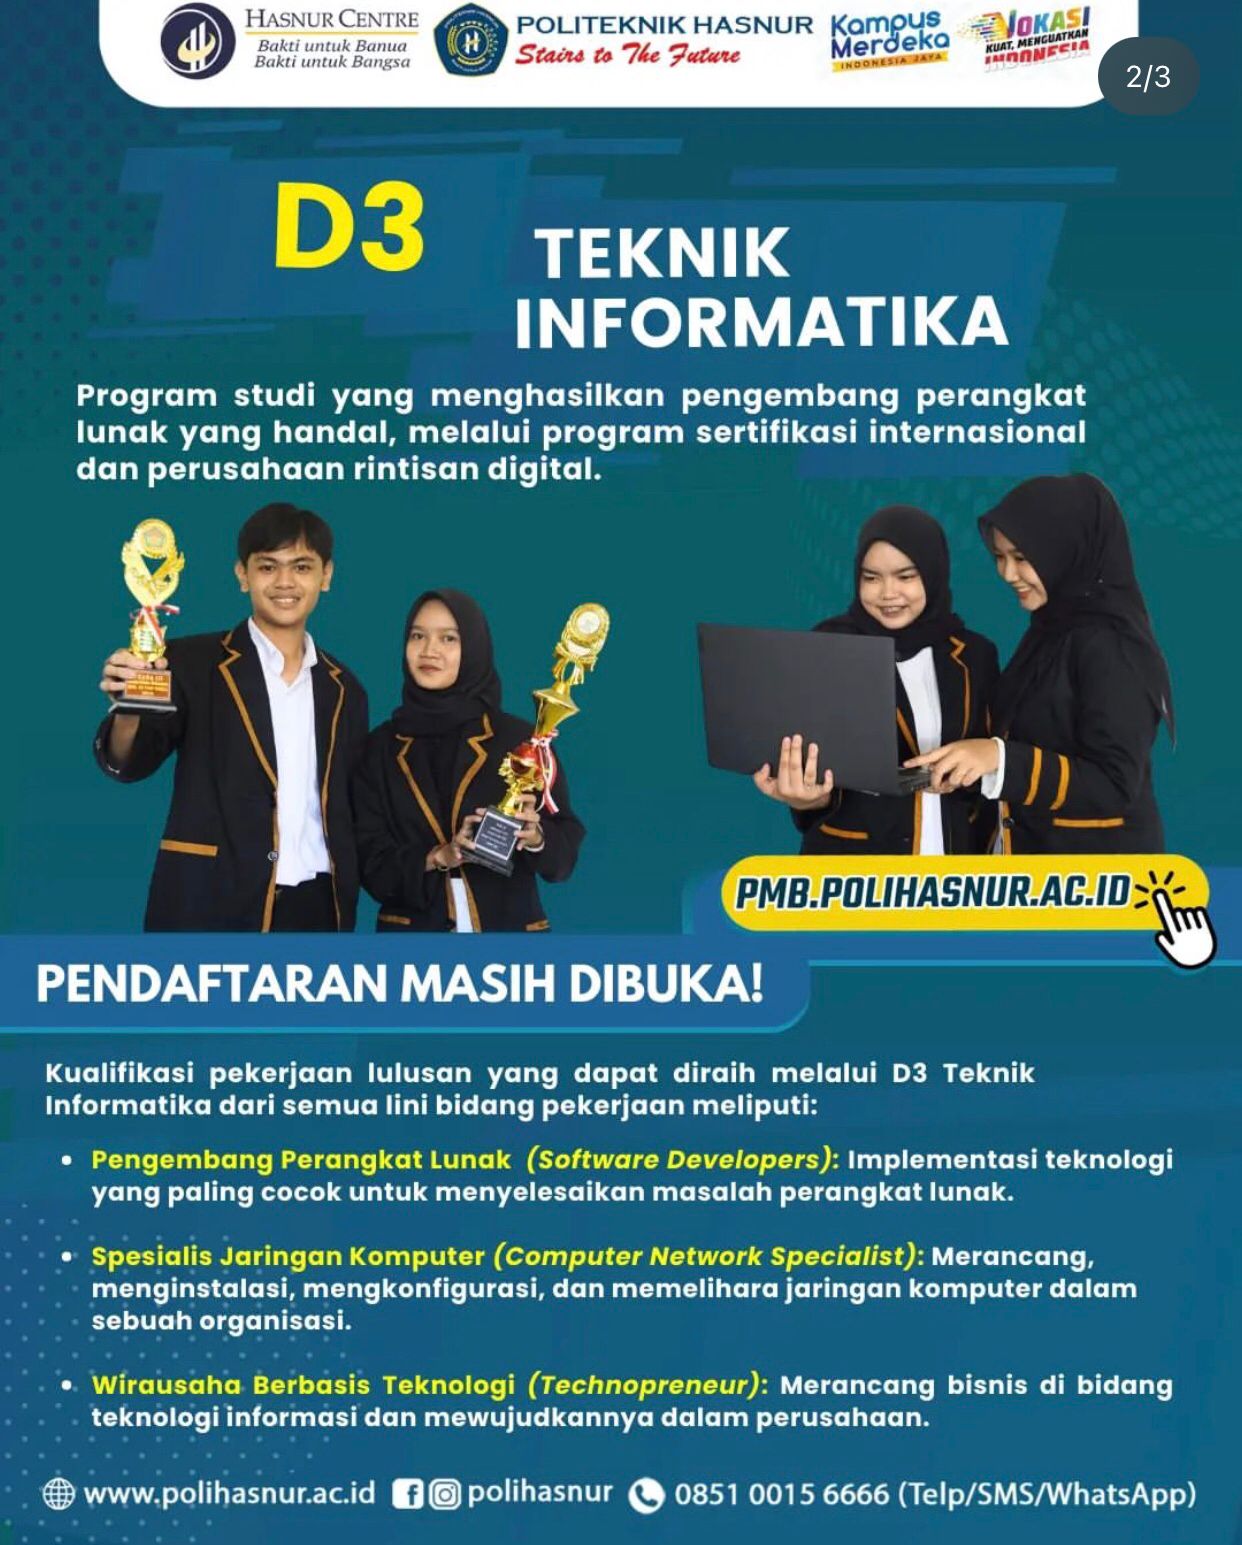 HASNUR CENTRE
Bakti untuk Banua
Bakti untuk Bangsa
POLITEKNIK HASNUR
Stairs to The Future
Kampus
Merdeka
INDONESIA JAYA
VOKASI
KUAT, MENGUATKAN
INDONESIA
2/3
D3
TEKNIK
INFORMATIKA
Program studi yang menghasilkan pengembang perangkat
lunak yang handal, melalui program sertifikasi internasional
dan perusahaan rintisan digital.
PMB.POLIHASNUR.AC.ID
PENDAFTARAN MASIH DIBUKA!
Kualifikasi pekerjaan lulusan yang dapat diraih melalui D3 Teknik
Informatika dari semua lini bidang pekerjaan meliputi:
• Pengembang Perangkat Lunak (Software Developers): Implementasi teknologi
yang paling cocok untuk menyelesaikan masalah perangkat lunak.
• Spesialis Jaringan Komputer (Computer Network Specialist): Merancang,
menginstalasi, mengkonfigurasi, dan memelihara jaringan komputer dalam
sebuah organisasi.
• Wirausaha Berbasis Teknologi (Technopreneur): Merancang bisnis di bidang
teknologi informasi dan mewujudkannya dalam perusahaan.
www.polihasnur.ac.id polihasnur 0851 0015 6666 (Telp/SMS/WhatsApp)